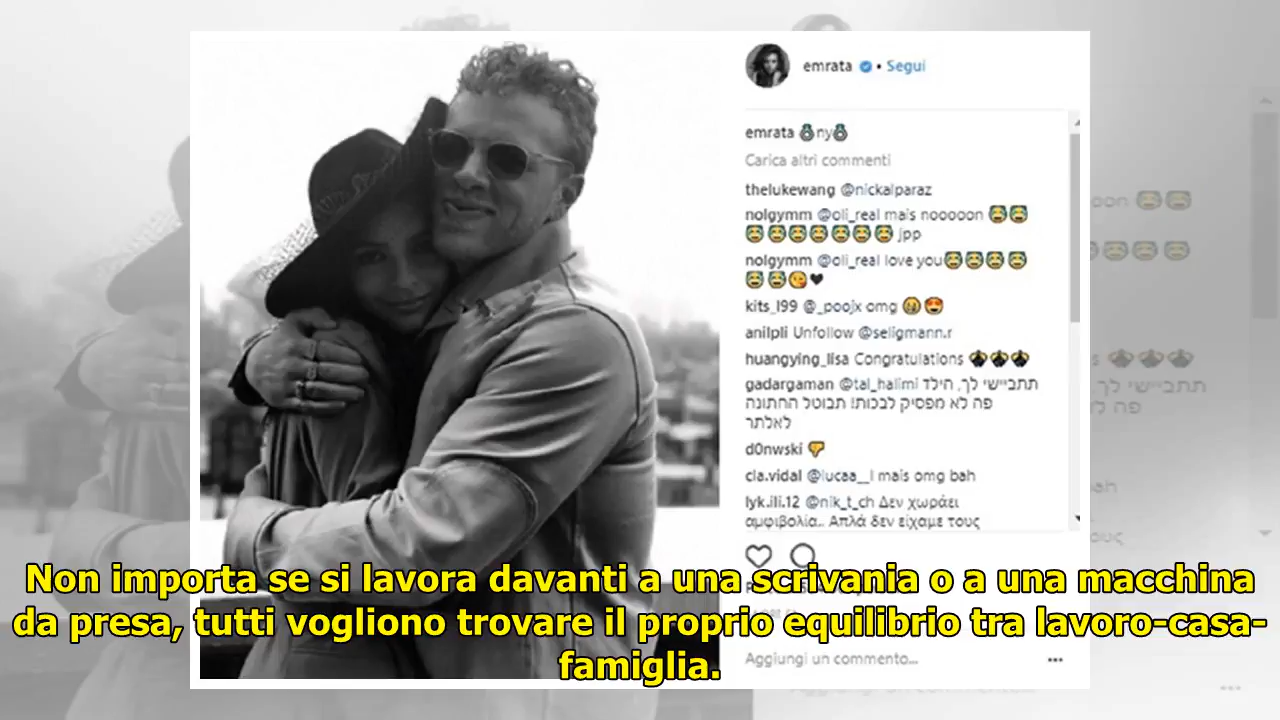 emrata • Segui
emrata 💍ny💍
Carica altri commenti
thelukewang @nickalparaz
nolgymm @oli_real mais nooooon
jpp
nolgymm @oli_real love you
kits_l99 @_poojx omg
anilpli Unfollow @seligmann.r
huangying_lisa Congratulations
gadargaman @tal_halimi תתביישי לך, הילד
פה לא מפסיק לבכות! תבוטל החתונה
לאלתר
d0nwski 👎
cla.vidal @lucaa__l mais omg bah
lyk.ili.12 @nik_t_ch Δεν χωράει
αμφιβολία.. Απλά δεν είχαμε τους
Non importa se si lavora davanti a una scrivania o a una macchina
da presa, tutti vogliono trovare il proprio equilibrio tra lavoro-casa-
famiglia.
Aggiungi un commento...